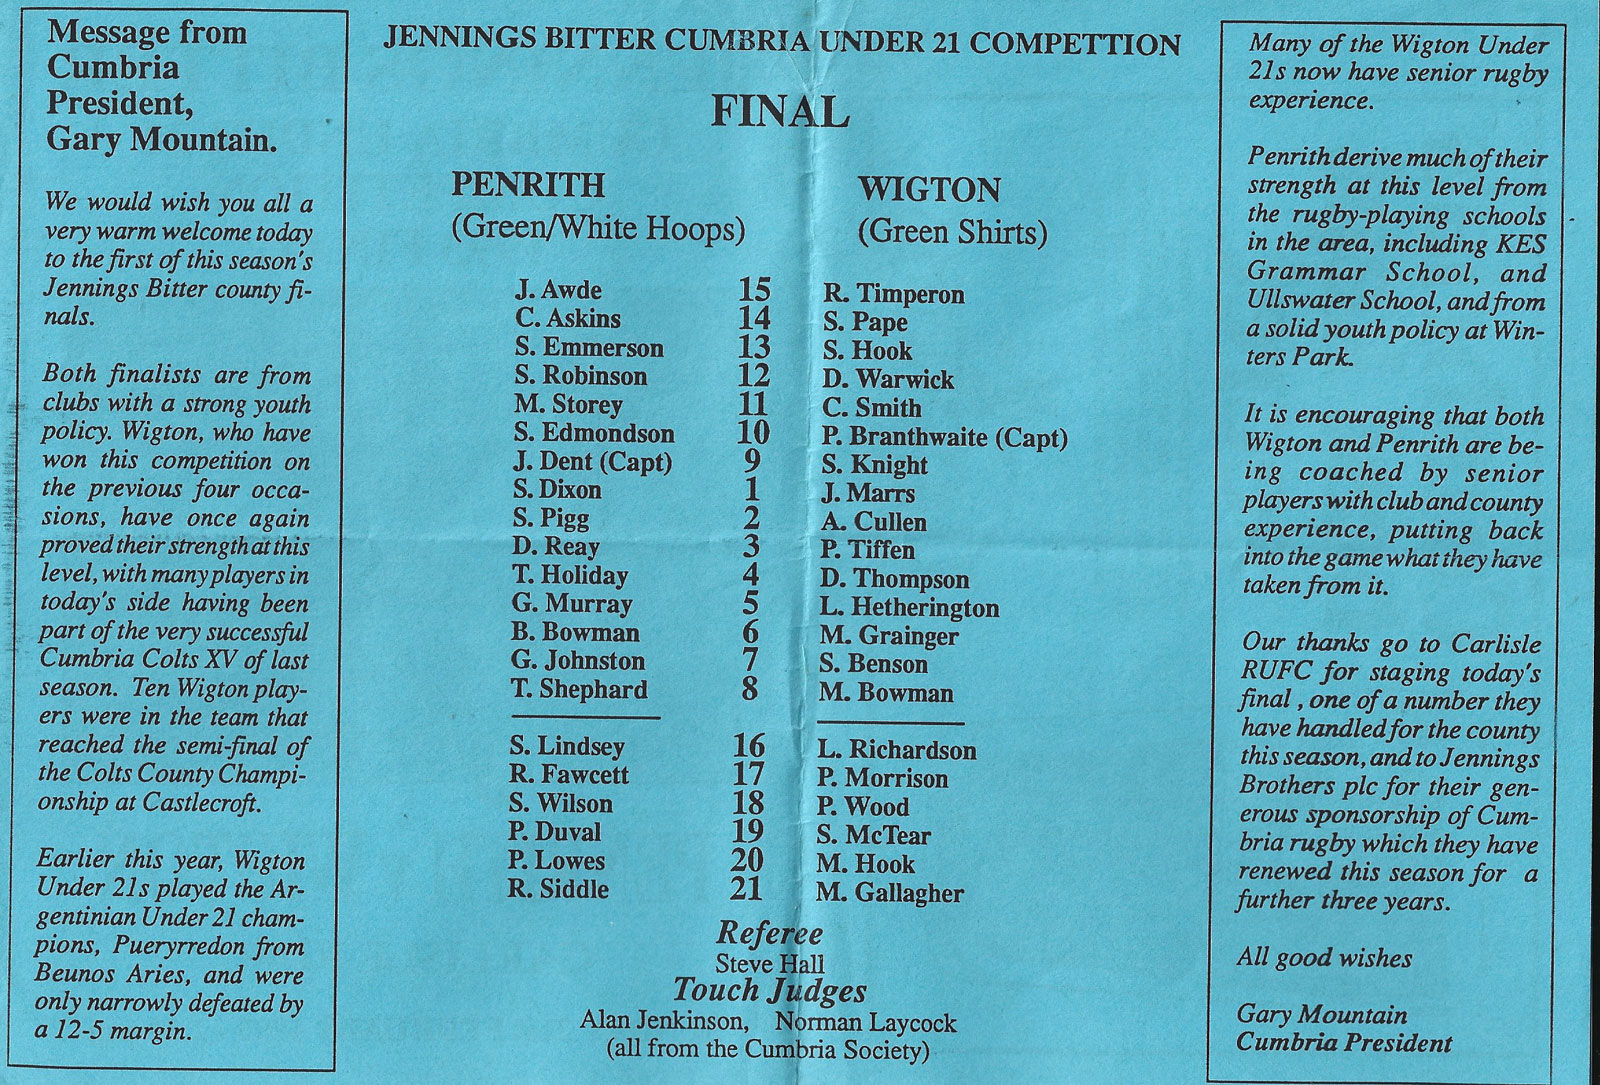 Message from
Cumbria
President,
Gary Mountain.
We would wish you all a
very warm welcome today
to the first of this season's
Jennings Bitter county fi-
nals.
Both finalists are from
clubs with a strong youth
policy. Wigton, who have
won this competition on
the previous four occa-
sions, have once again
proved their strength at this
level, with many players in
today's side having been
part of the very successful
Cumbria Colts XV of last
season. Ten Wigton play-
ers were in the team that
reached the semi-final of
the Colts County Champi-
onship at Castlecroft.
Earlier this year, Wigton
Under 21s played the Ar-
gentinian Under 21 cham-
pions, Pueryrredon from
Beunos Aries, and were
only narrowly defeated by
a 12-5 margin.
JENNINGS BITTER CUMBRIA UNDER 21 COMPETTION
FINAL
PENRITH WIGTON
(Green/White Hoops) (Green Shirts)
J. Awde 15 R. Timperon
C. Askins 14 S. Pape
S. Emmerson 13 S. Hook
S. Robinson 12 D. Warwick
M. Storey 11 C. Smith
S. Edmondson 10 P. Branthwaite (Capt)
J. Dent (Capt) 9 S. Knight
S. Dixon 1 J. Marrs
S. Pigg 2 A. Cullen
D. Reay 3 P. Tiffen
T. Holiday 4 D. Thompson
G. Murray 5 L. Hetherington
B. Bowman 6 M. Grainger
G. Johnston 7 S. Benson
T. Shephard 8 M. Bowman
S. Lindsey 16 L. Richardson
R. Fawcett 17 P. Morrison
S. Wilson 18 P. Wood
P. Duval 19 S. McTear
P. Lowes 20 M. Hook
R. Siddle 21 M. Gallagher
Referee
Steve Hall
Touch Judges
Alan Jenkinson, Norman Laycock
(all from the Cumbria Society)
Many of the Wigton Under
21s now have senior rugby
experience.
Penrith derive much of their
strength at this level from
the rugby-playing schools
in the area, including KES
Grammar School, and
Ullswater School, and from
a solid youth policy at Win-
ters Park.
It is encouraging that both
Wigton and Penrith are be-
ing coached by senior
players with club and county
experience, putting back
into the game what they have
taken from it.
Our thanks go to Carlisle
RUFC for staging today's
final , one of a number they
have handled for the county
this season, and to Jennings
Brothers plc for their gen-
erous sponsorship of Cum-
bria rugby which they have
renewed this season for a
further three years.
All good wishes
Gary Mountain
Cumbria President